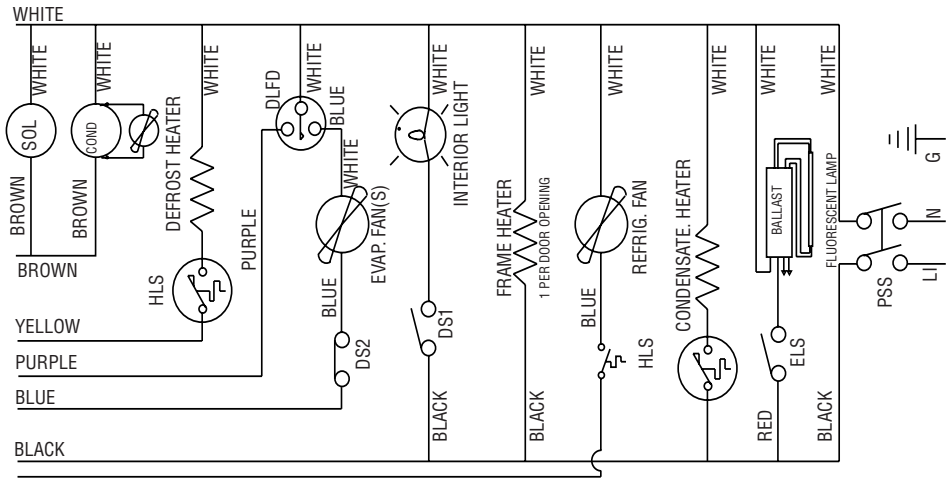 WHITE
WHITE
WHITE
WHITE
WHITE
WHITE
WHITE
WHITE
WHITE
WHITE
WHITE
SOL
COND
DEFROST HEATER
DLFD
BLUE
INTERIOR LIGHT
BROWN
BROWN
BROWN
PURPLE
WHITE
EVAP. FAN(S)
FRAME HEATER
1 PER DOOR OPENING
REFRIG. FAN
CONDENSATE. HEATER
BALLAST
FLUORESCENT LAMP
G
N
LI
PSS
HLS
BLUE
DS2
DS1
BLUE
HLS
ELS
YELLOW
PURPLE
BLUE
BLACK
BLACK
BLACK
RED
BLACK